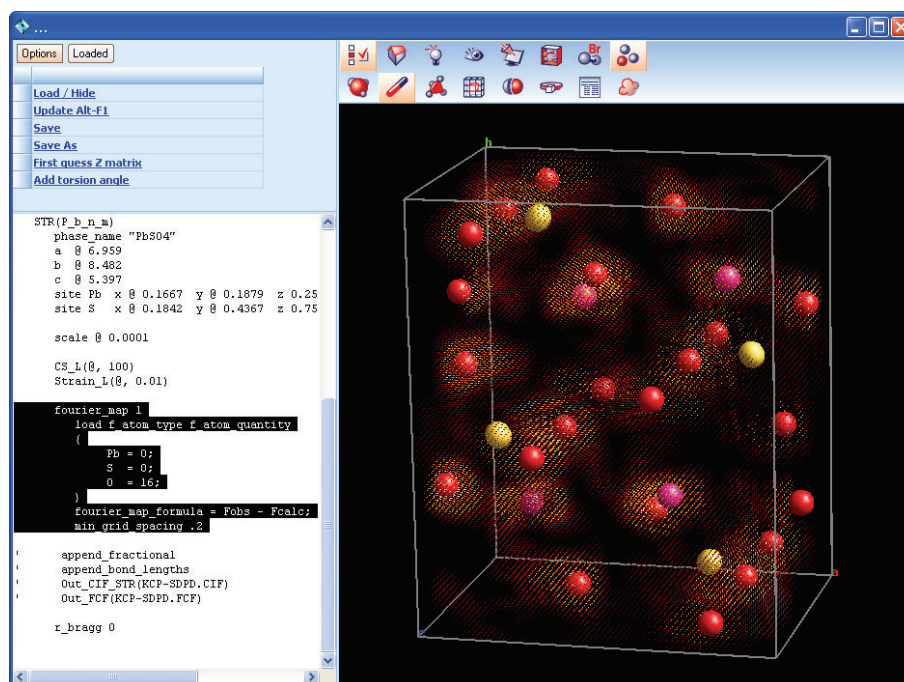 ...
Options Loaded
Load / Hide
Update Alt-F1
Save
Save As
First guess Z matrix
Add torsion angle
STR(P_b_n_m)
phase_name "PbSO4"
a @ 6.959
b @ 8.482
c @ 5.397
site Pb x @ 0.1667 y @ 0.1879 z 0.25
site S x @ 0.1842 y @ 0.4367 z 0.75
scale @ 0.0001
CS_L(@, 100)
Strain_L(@, 0.01)
fourier_map 1
load f_atom_type f_atom_quantity
{
Pb = 0;
S = 0;
O = 16;
}
fourier_map_formula = Fobs - Fcalc;
min_grid_spacing .2
' append_fractional
' append_bond_lengths
' Out_CIF_STR(KCP-SDPD.CIF)
' Out_FCF(KCP-SDPD.FCF)
r_bragg 0
Br
b
a